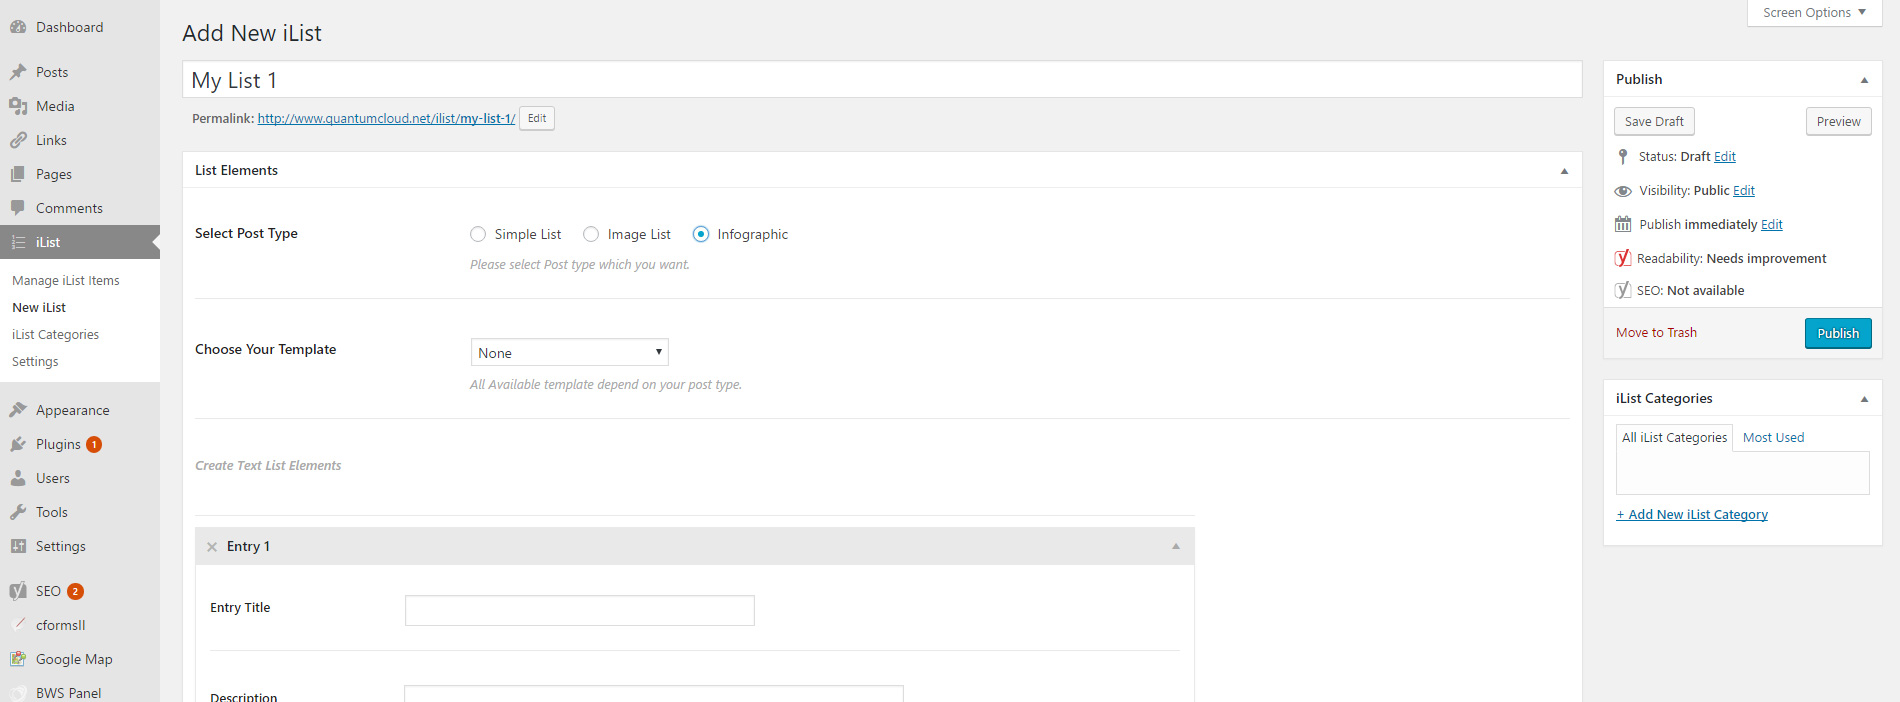 Dashboard
Posts
Media
Links
Pages
Comments
iList
Manage iList Items
New iList
iList Categories
Settings
Appearance
Plugins 1
Users
Tools
Settings
SEO 2
cformsII
Google Map
BWS Panel
Screen Options
Add New iList
My List 1
Permalink: http://www.quantumcloud.net/ilist/my-list-1/ Edit
List Elements
Select Post Type
Simple List Image List Infographic
Please select Post type which you want.
Choose Your Template
None
All Available template depend on your post type.
Create Text List Elements
Entry 1
Entry Title
Description
Publish
Save Draft Preview
Status: Draft Edit
Visibility: Public Edit
Publish immediately Edit
Readability: Needs improvement
SEO: Not available
Move to Trash Publish
iList Categories
All iList Categories Most Used
+ Add New iList Category